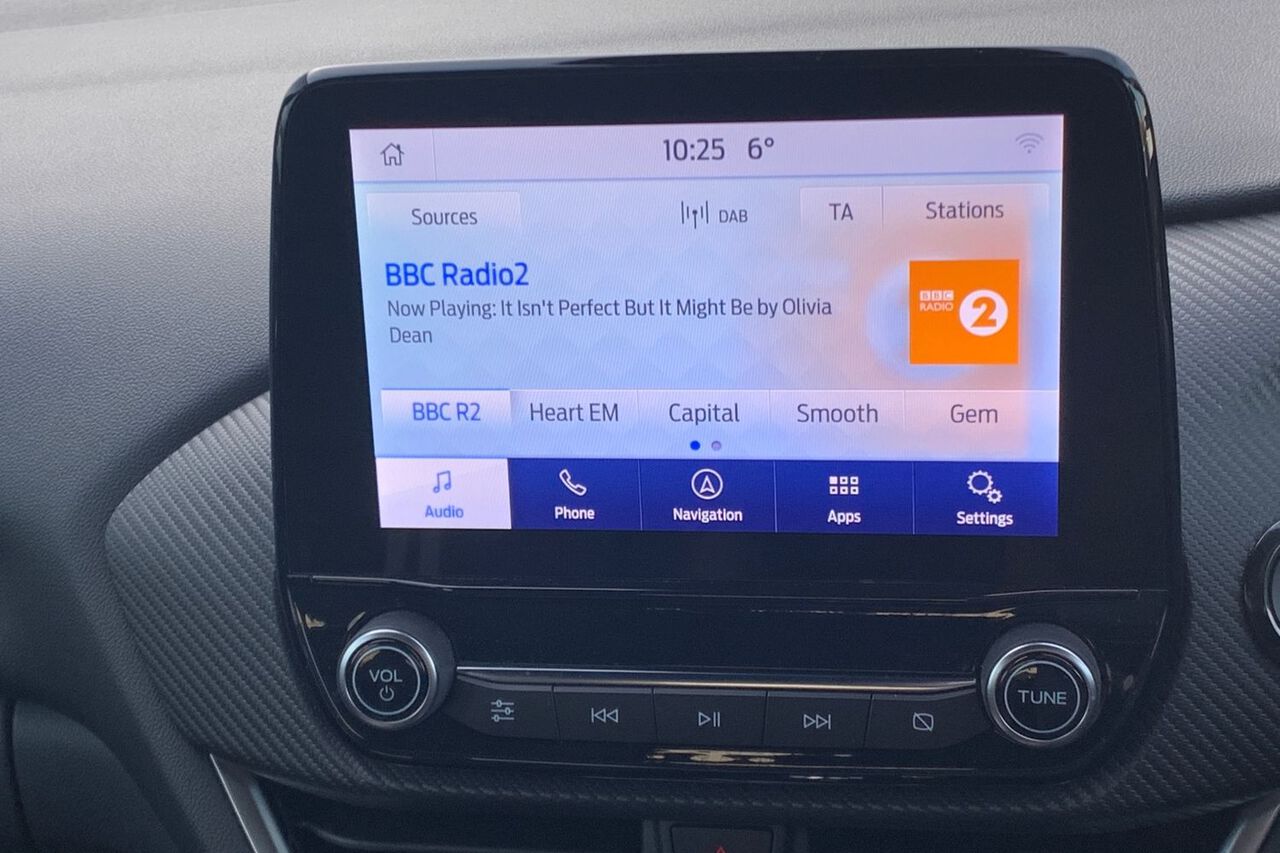 10:25 6°
Sources DAB TA Stations
BBC Radio2
Now Playing: It Isn't Perfect But It Might Be by Olivia
Dean
BBC
RADIO 2
BBC R2 Heart EM Capital Smooth Gem
Audio Phone Navigation Apps Settings
VOL
TUNE